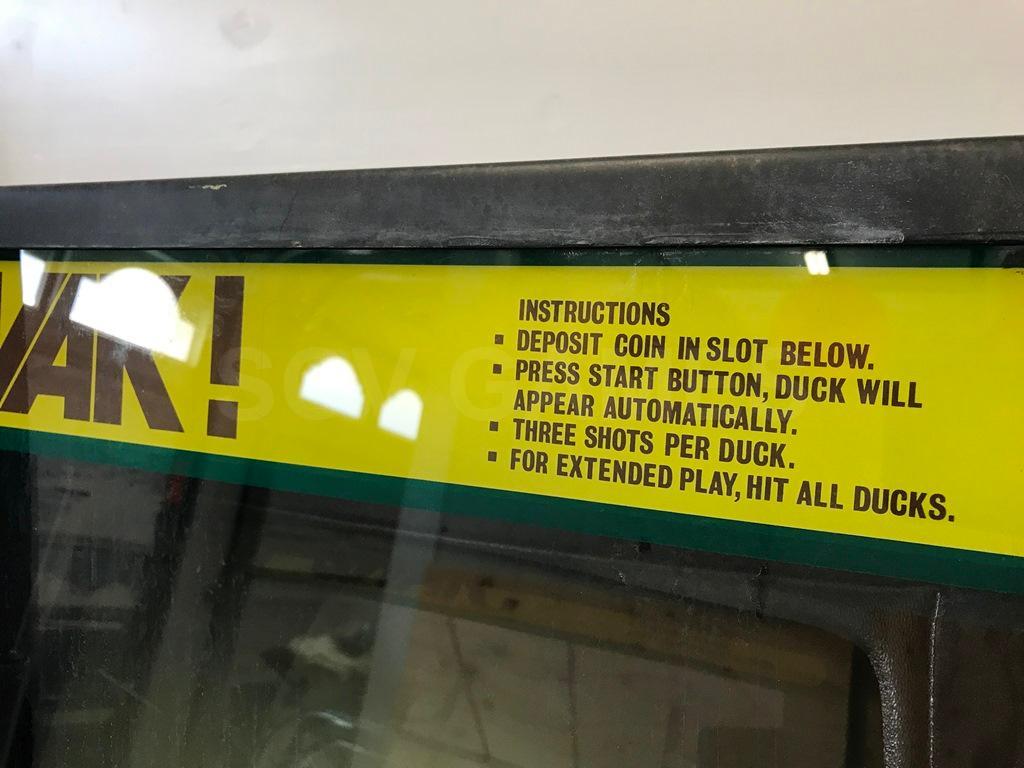 VAK!
INSTRUCTIONS
▪ DEPOSIT COIN IN SLOT BELOW.
▪ PRESS START BUTTON, DUCK WILL
APPEAR AUTOMATICALLY.
▪ THREE SHOTS PER DUCK.
▪ FOR EXTENDED PLAY, HIT ALL DUCKS.